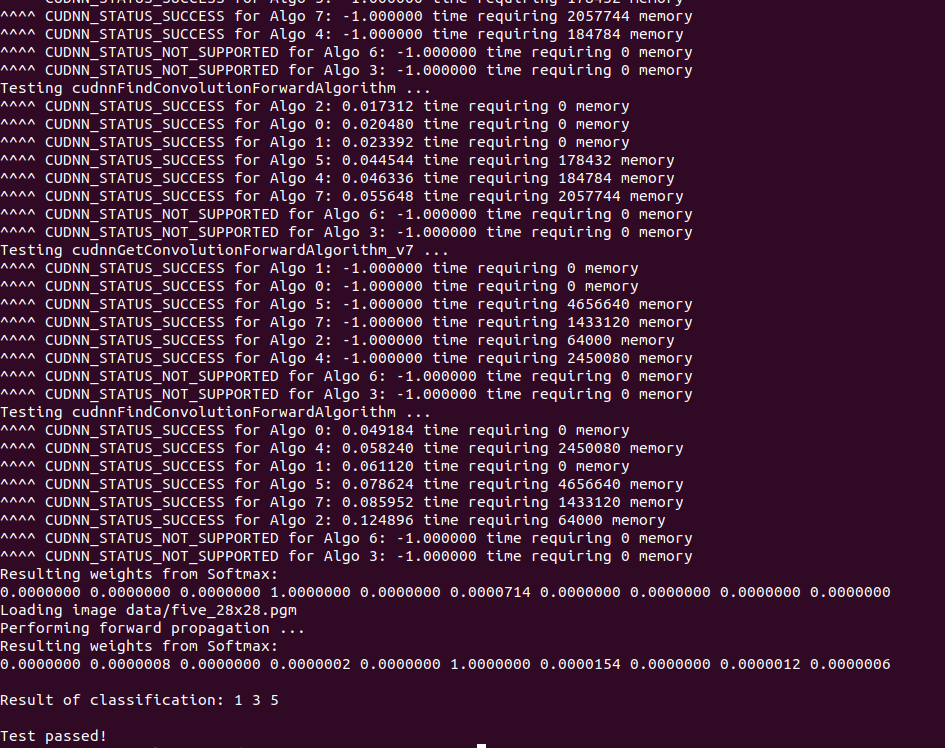 ^^^^ CUDNN_STATUS_SUCCESS for Algo 5: -1.000000 time requiring 178432 memory
^^^^ CUDNN_STATUS_SUCCESS for Algo 7: -1.000000 time requiring 2057744 memory
^^^^ CUDNN_STATUS_SUCCESS for Algo 4: -1.000000 time requiring 184784 memory
^^^^ CUDNN_STATUS_NOT_SUPPORTED for Algo 6: -1.000000 time requiring 0 memory
^^^^ CUDNN_STATUS_NOT_SUPPORTED for Algo 3: -1.000000 time requiring 0 memory
Testing cudnnFindConvolutionForwardAlgorithm ...
^^^^ CUDNN_STATUS_SUCCESS for Algo 2: 0.017312 time requiring 0 memory
^^^^ CUDNN_STATUS_SUCCESS for Algo 0: 0.020480 time requiring 0 memory
^^^^ CUDNN_STATUS_SUCCESS for Algo 1: 0.023392 time requiring 0 memory
^^^^ CUDNN_STATUS_SUCCESS for Algo 5: 0.044544 time requiring 178432 memory
^^^^ CUDNN_STATUS_SUCCESS for Algo 4: 0.046336 time requiring 184784 memory
^^^^ CUDNN_STATUS_SUCCESS for Algo 7: 0.055648 time requiring 2057744 memory
^^^^ CUDNN_STATUS_NOT_SUPPORTED for Algo 6: -1.000000 time requiring 0 memory
^^^^ CUDNN_STATUS_NOT_SUPPORTED for Algo 3: -1.000000 time requiring 0 memory
Testing cudnnGetConvolutionForwardAlgorithm_v7 ...
^^^^ CUDNN_STATUS_SUCCESS for Algo 1: -1.000000 time requiring 0 memory
^^^^ CUDNN_STATUS_SUCCESS for Algo 0: -1.000000 time requiring 0 memory
^^^^ CUDNN_STATUS_SUCCESS for Algo 5: -1.000000 time requiring 4656640 memory
^^^^ CUDNN_STATUS_SUCCESS for Algo 7: -1.000000 time requiring 1433120 memory
^^^^ CUDNN_STATUS_SUCCESS for Algo 2: -1.000000 time requiring 64000 memory
^^^^ CUDNN_STATUS_SUCCESS for Algo 4: -1.000000 time requiring 2450080 memory
^^^^ CUDNN_STATUS_NOT_SUPPORTED for Algo 6: -1.000000 time requiring 0 memory
^^^^ CUDNN_STATUS_NOT_SUPPORTED for Algo 3: -1.000000 time requiring 0 memory
Testing cudnnFindConvolutionForwardAlgorithm ...
^^^^ CUDNN_STATUS_SUCCESS for Algo 0: 0.049184 time requiring 0 memory
^^^^ CUDNN_STATUS_SUCCESS for Algo 4: 0.058240 time requiring 2450080 memory
^^^^ CUDNN_STATUS_SUCCESS for Algo 1: 0.061120 time requiring 0 memory
^^^^ CUDNN_STATUS_SUCCESS for Algo 5: 0.078624 time requiring 4656640 memory
^^^^ CUDNN_STATUS_SUCCESS for Algo 7: 0.085952 time requiring 1433120 memory
^^^^ CUDNN_STATUS_SUCCESS for Algo 2: 0.124896 time requiring 64000 memory
^^^^ CUDNN_STATUS_NOT_SUPPORTED for Algo 6: -1.000000 time requiring 0 memory
^^^^ CUDNN_STATUS_NOT_SUPPORTED for Algo 3: -1.000000 time requiring 0 memory
Resulting weights from Softmax:
0.0000000 0.0000000 0.0000000 1.0000000 0.0000000 0.0000714 0.0000000 0.0000000 0.0000000 0.0000000
Loading image data/five_28x28.pgm
Performing forward propagation ...
Resulting weights from Softmax:
0.0000000 0.0000008 0.0000000 0.0000002 0.0000000 1.0000000 0.0000154 0.0000000 0.0000012 0.0000006
Result of classification: 1 3 5
Test passed!